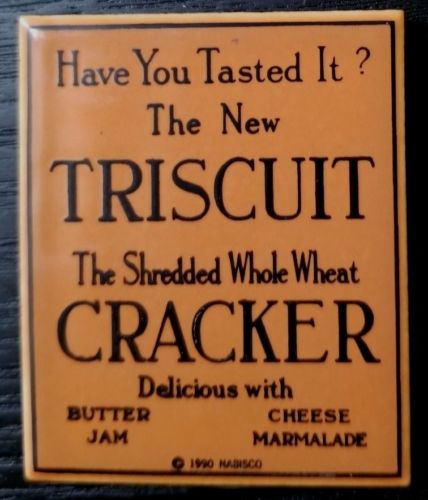 Have You Tasted It?
The New
TRISCUIT
The Shredded Whole Wheat
CRACKER
Delicious with
BUTTER CHEESE
JAM MARMALADE
© 1990 NABISCO